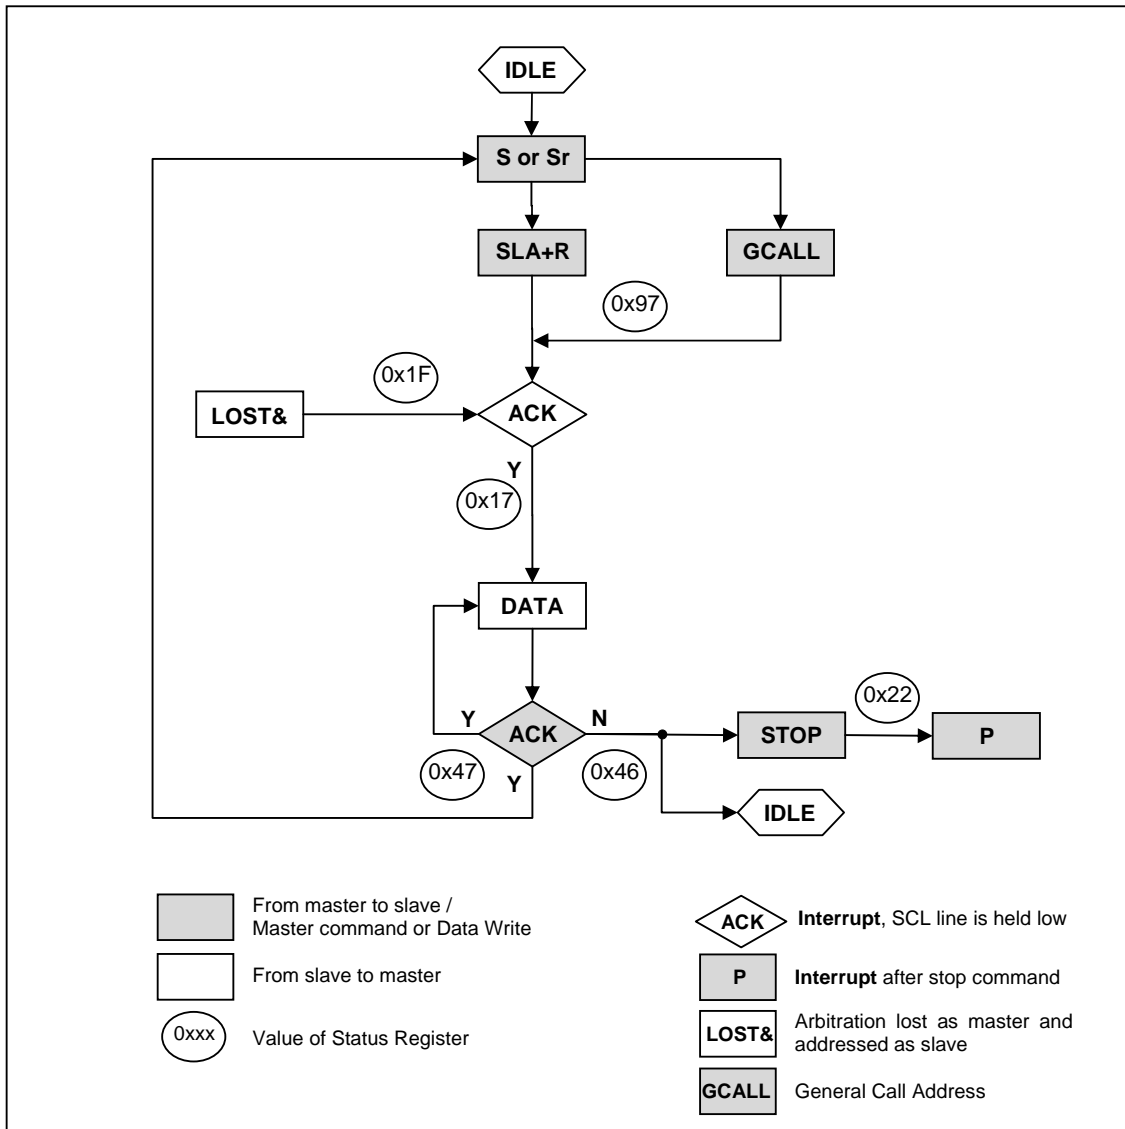 IDLE
S or Sr
SLA+R
GCALL
0x97
0x1F
LOST&
ACK
Y
0x17
DATA
0x22
Y
ACK
N
STOP
P
0x47
Y
0x46
IDLE
From master to slave /
Master command or Data Write
From slave to master
0xxx
Value of Status Register
ACK
Interrupt, SCL line is held low
P
Interrupt after stop command
LOST&
Arbitration lost as master and
addressed as slave
GCALL
General Call Address